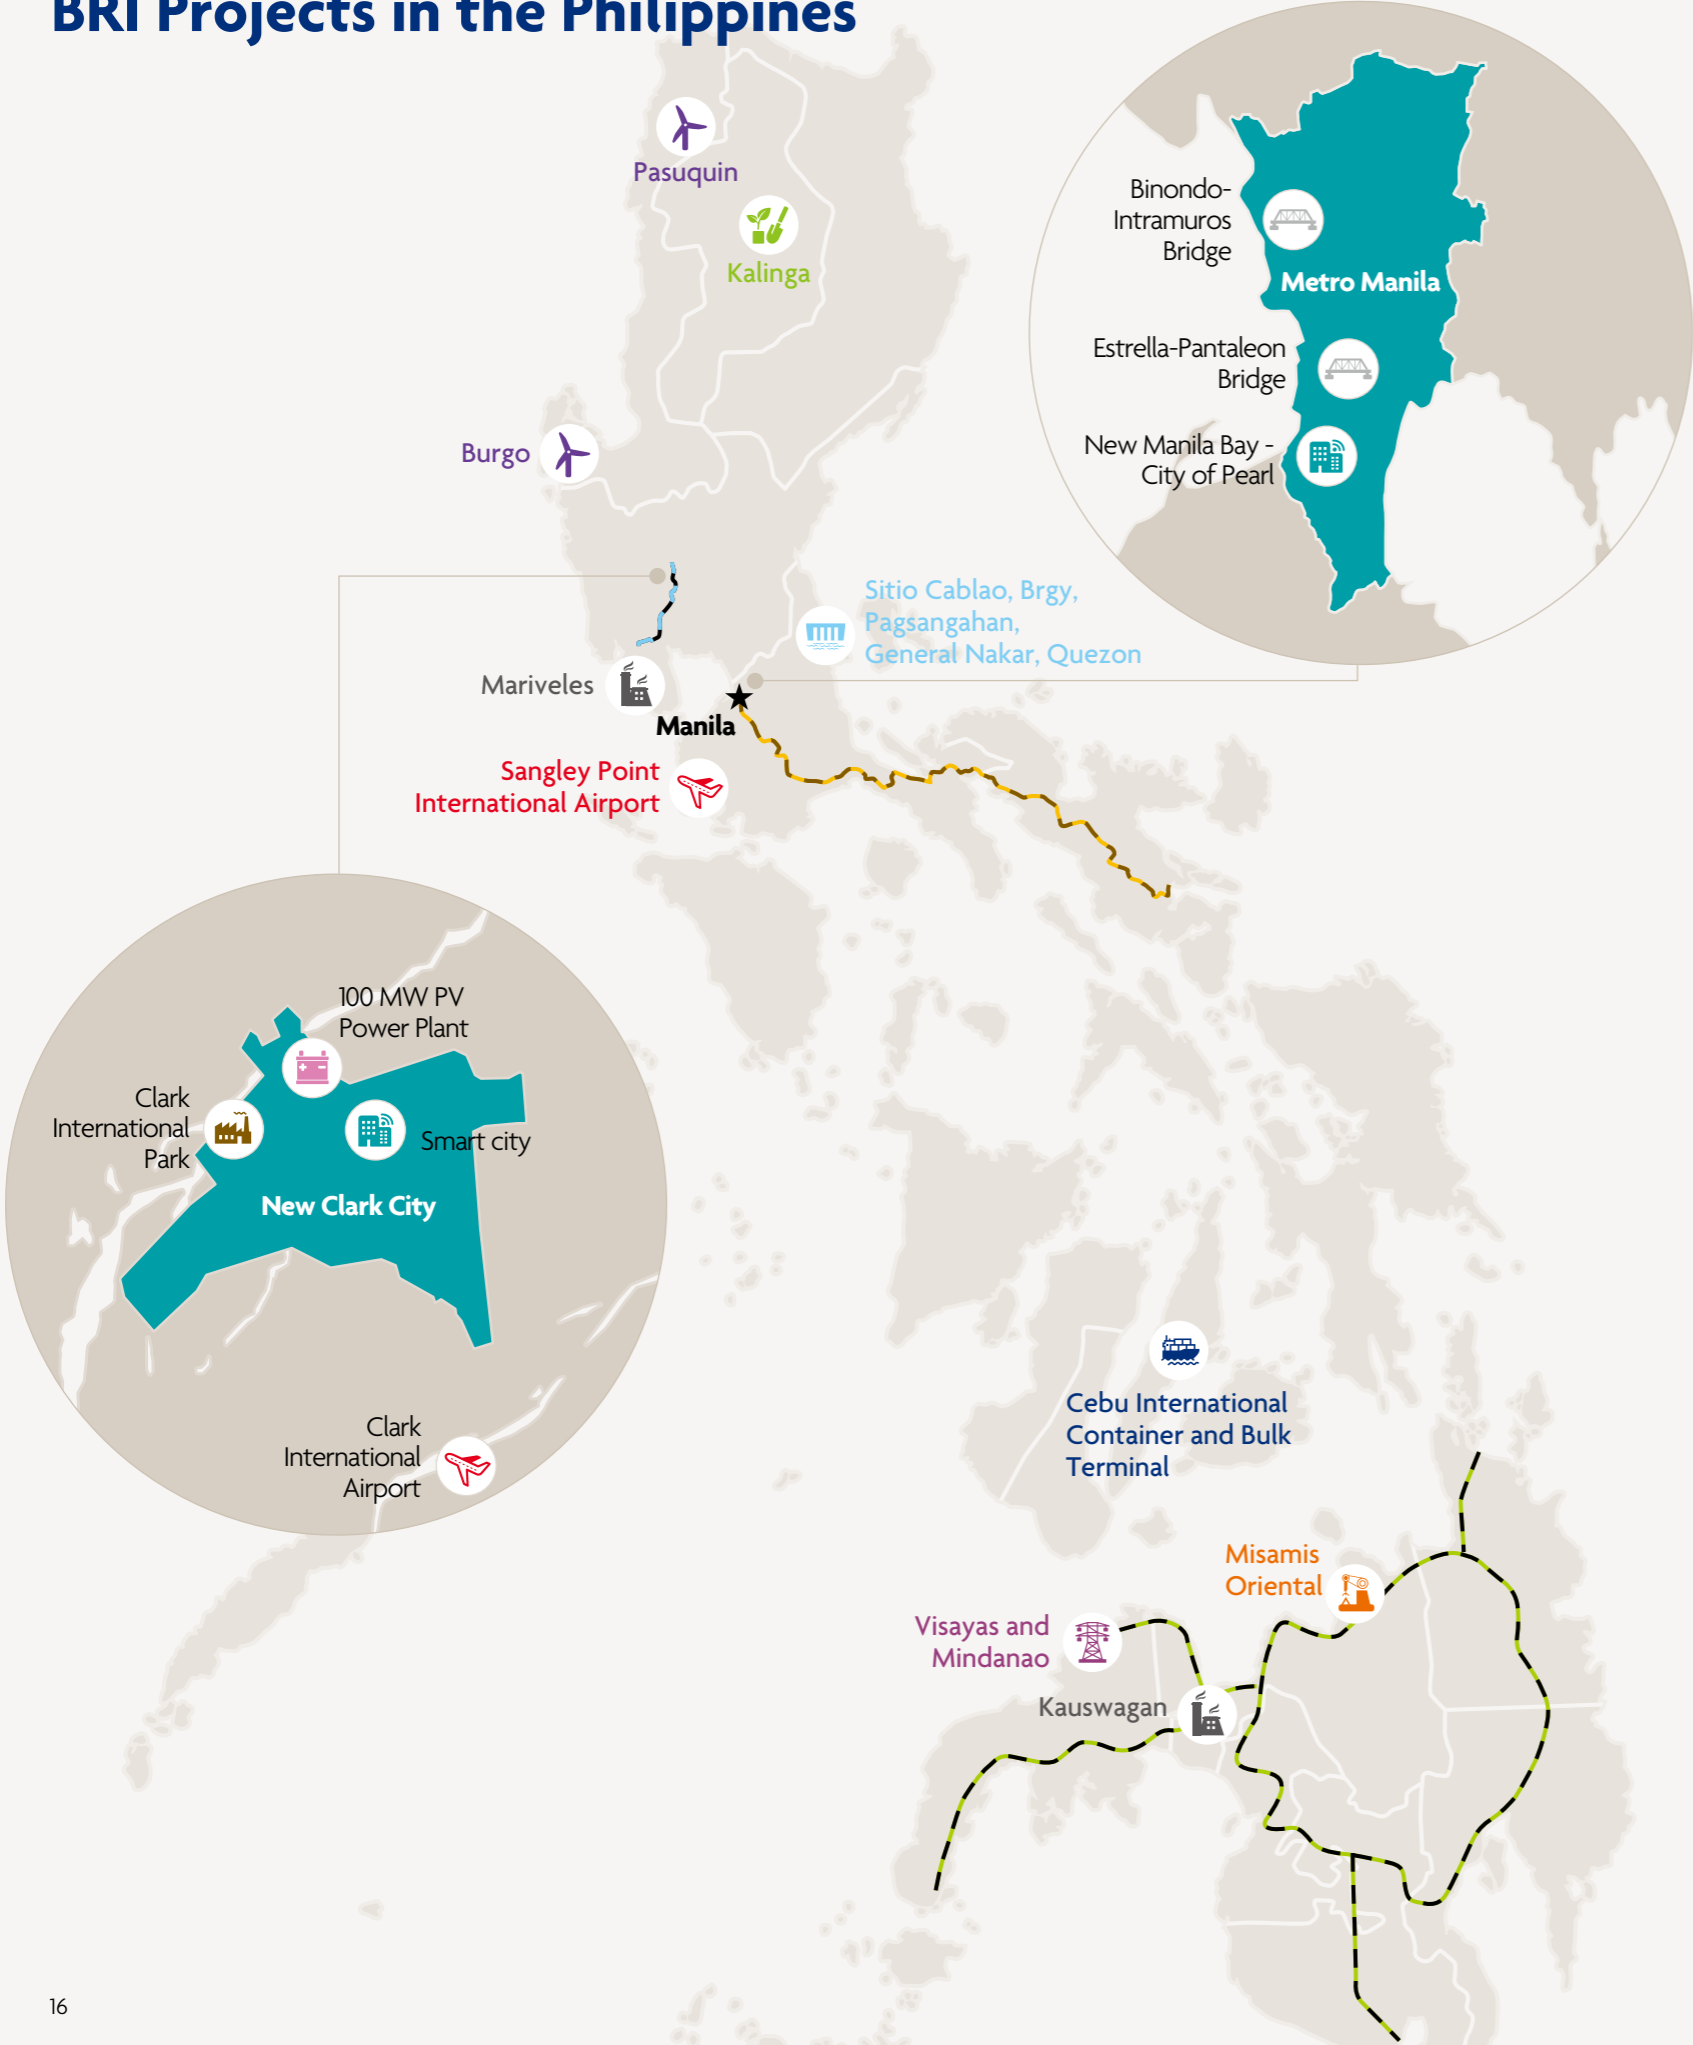 BRI Projects in the Philippines
Pasuquin
Kalinga
Burgo
Binondo-
Intramuros
Bridge
Metro Manila
Estrella-Pantaleon
Bridge
New Manila Bay -
City of Pearl
Sitio Cablao, Brgy,
Pagsangahan,
General Nakar, Quezon
Mariveles
Manila
Sangley Point
International Airport
100 MW PV
Power Plant
Clark
International
Park
Smart city
New Clark City
Clark
International
Airport
Cebu International
Container and Bulk
Terminal
Misamis
Oriental
Visayas and
Mindanao
Kauswagan
16